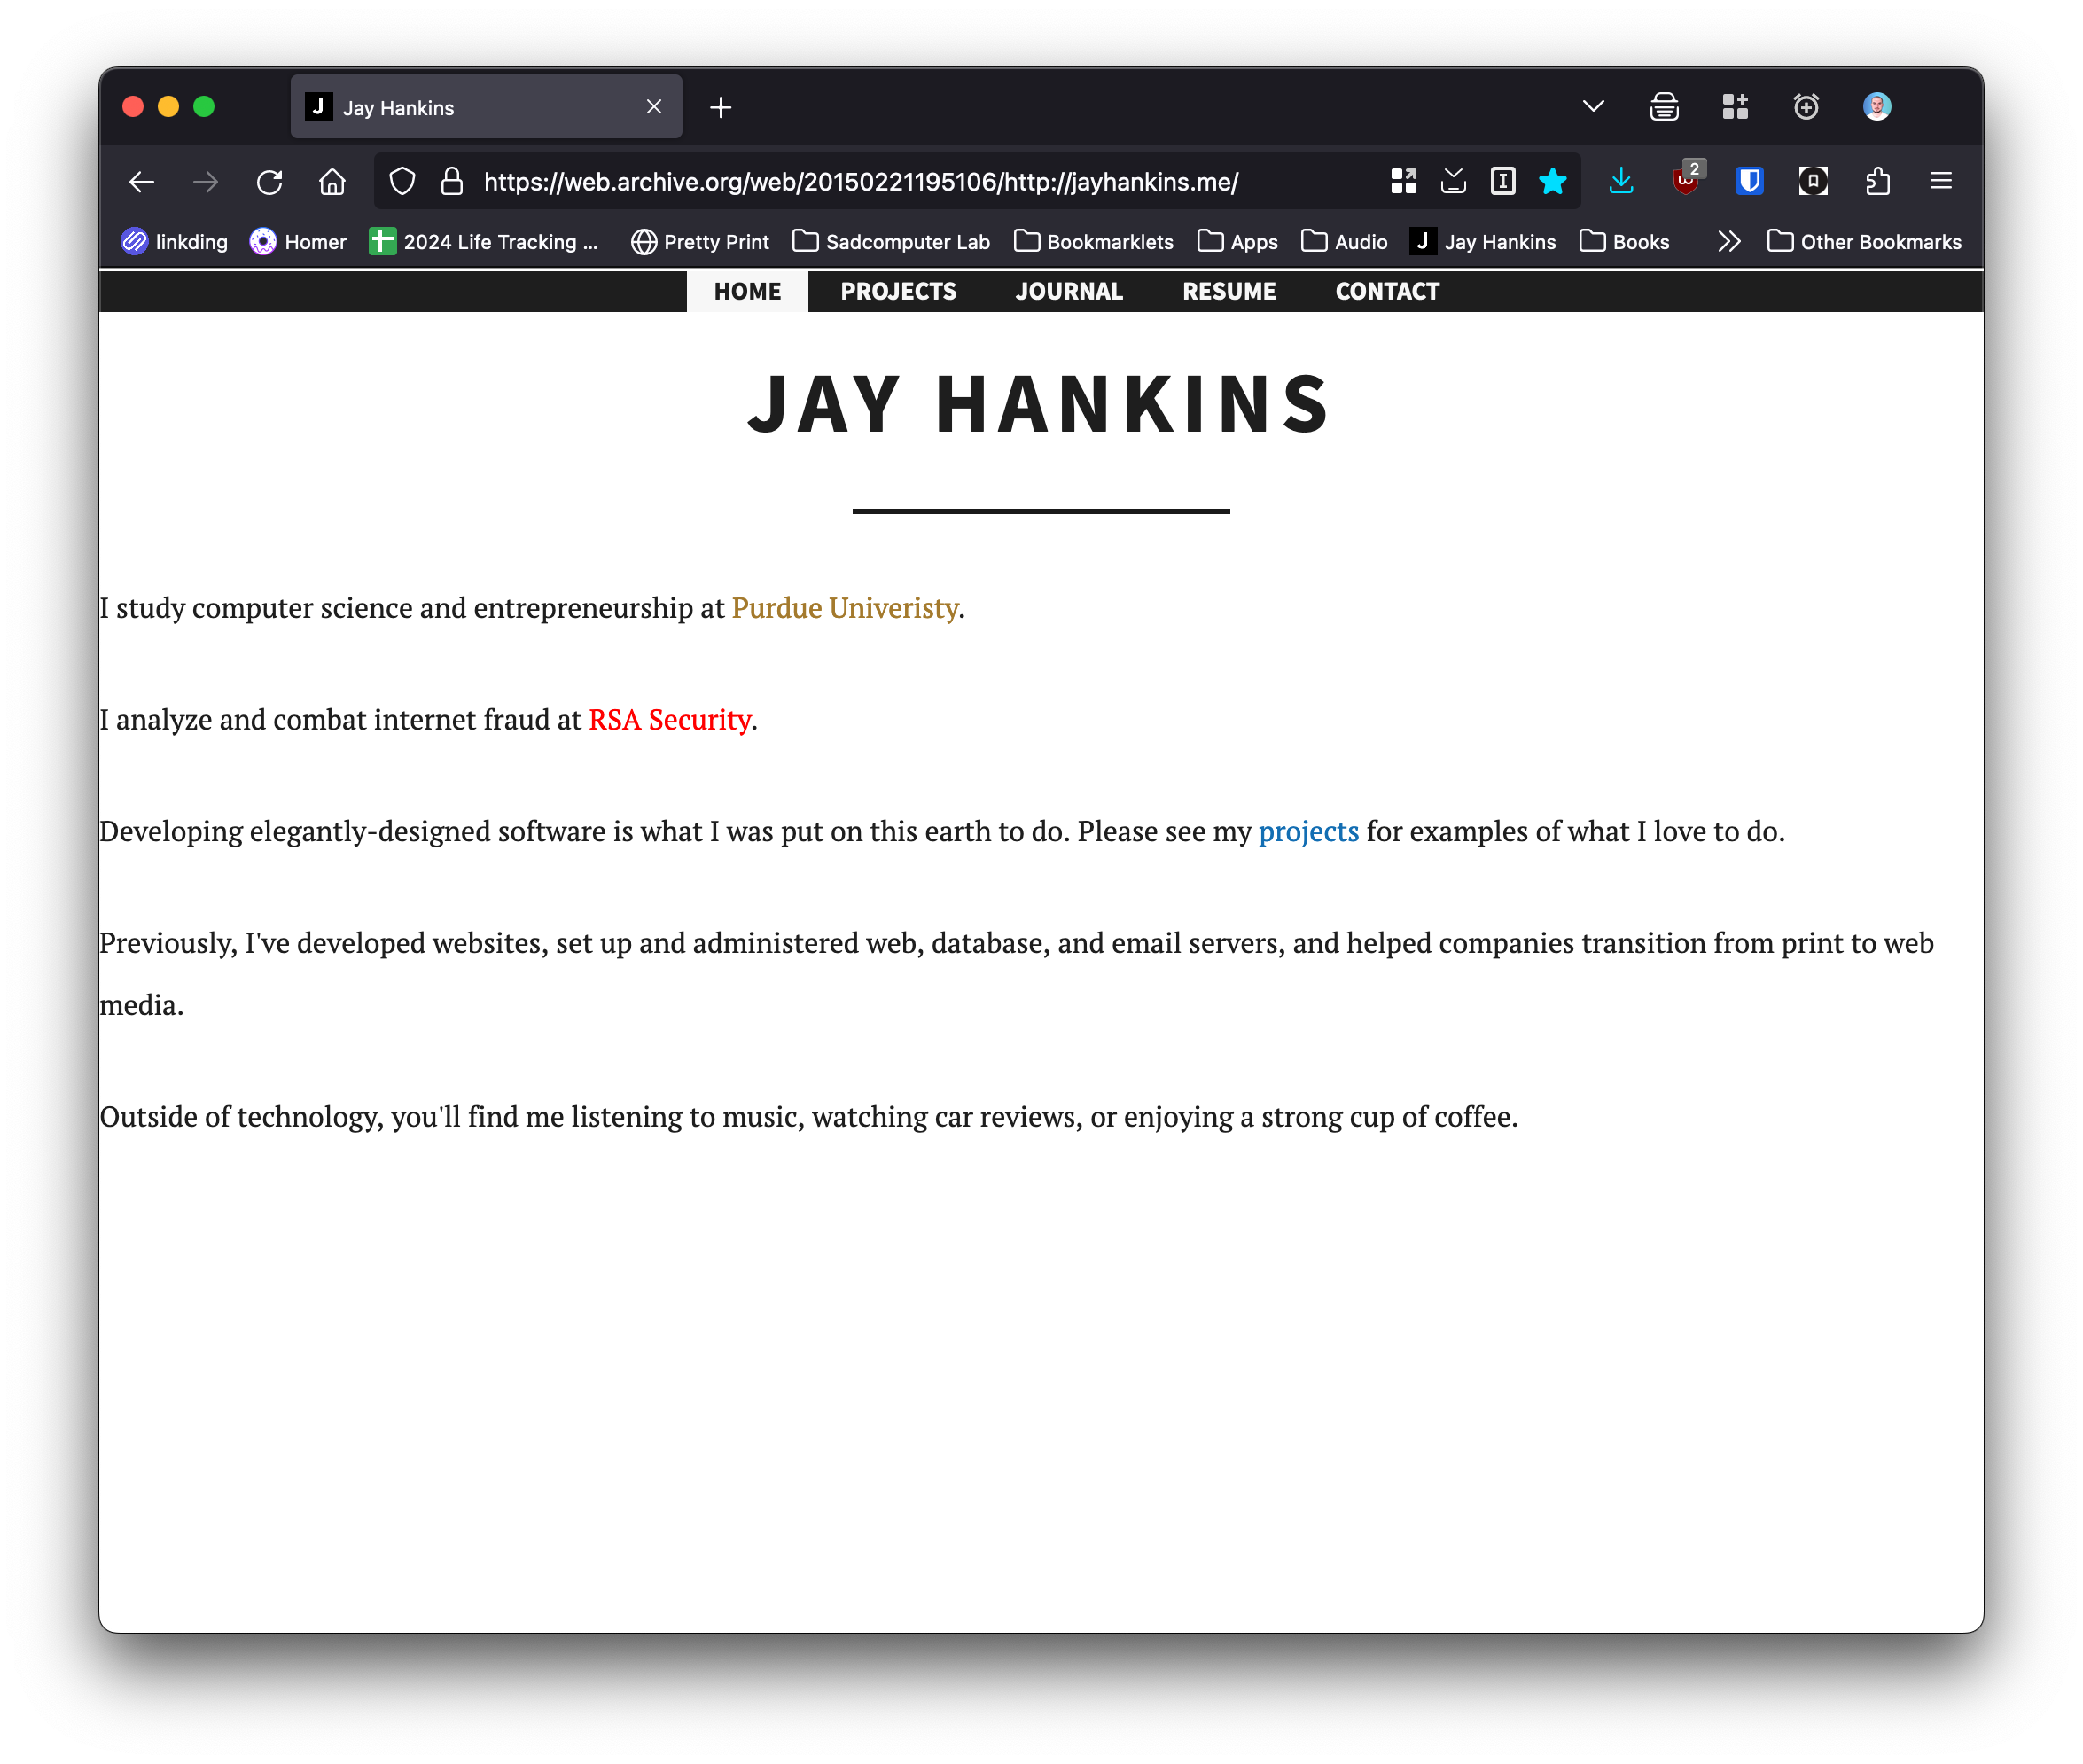 J Jay Hankins
https://web.archive.org/web/20150221195106/http://jayhankins.me/
2
linkding Homer 2024 Life Tracking ... Pretty Print Sadcomputer Lab Bookmarklets Apps Audio J Jay Hankins Books Other Bookmarks
HOME PROJECTS JOURNAL RESUME CONTACT
JAY HANKINS
I study computer science and entrepreneurship at Purdue Univeristy.
I analyze and combat internet fraud at RSA Security.
Developing elegantly-designed software is what I was put on this earth to do. Please see my projects for examples of what I love to do.
Previously, I've developed websites, set up and administered web, database, and email servers, and helped companies transition from print to web
media.
Outside of technology, you'll find me listening to music, watching car reviews, or enjoying a strong cup of coffee.